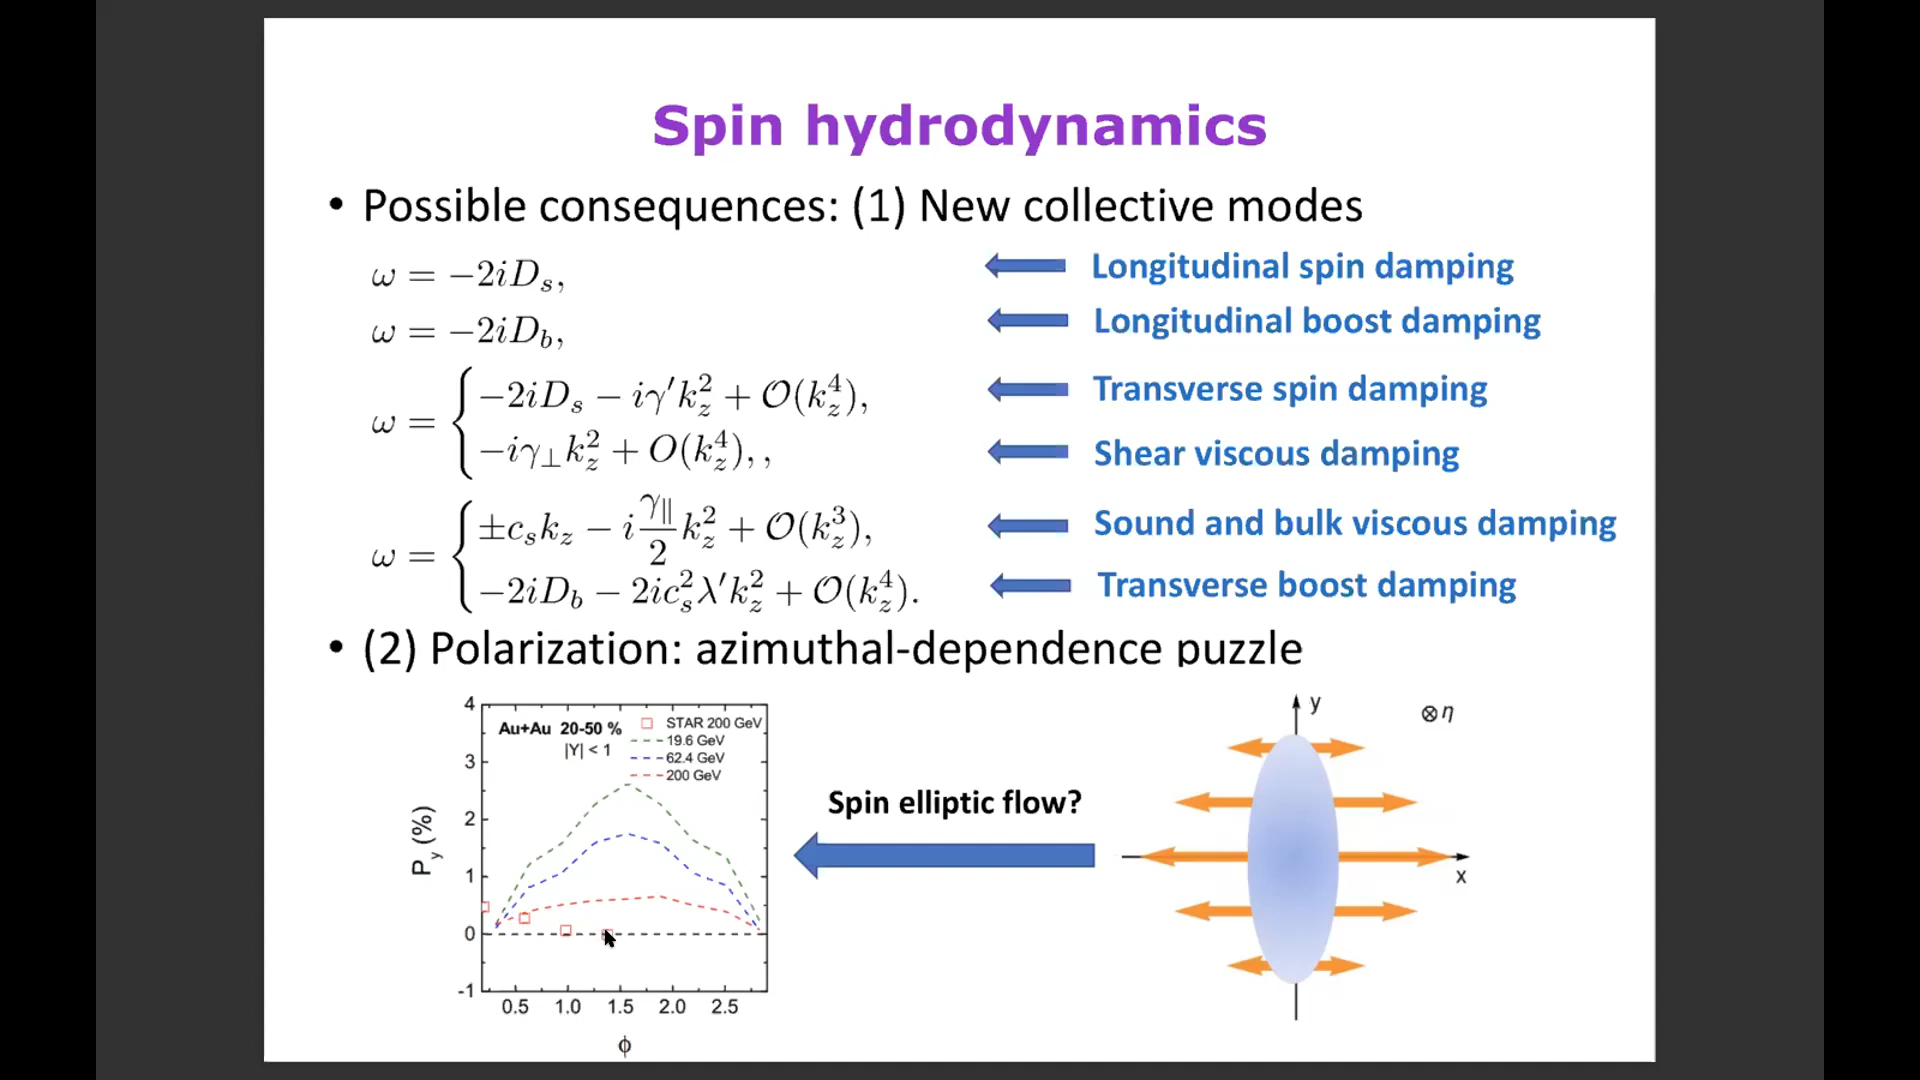 Spin hydrodynamics
• Possible consequences: (1) New collective modes
ω = −2iD_s,
Longitudinal spin damping
ω = −2iD_b,
Longitudinal boost damping
ω = { −2iD_s − iγ′k_z^2 + 𝒪(k_z^4),
Transverse spin damping
−iγ_⊥k_z^2 + O(k_z^4), ,
Shear viscous damping
ω = { ±c_sk_z − i γ_∥/2 k_z^2 + 𝒪(k_z^3),
Sound and bulk viscous damping
−2iD_b − 2ic_s^2λ′k_z^2 + 𝒪(k_z^4).
Transverse boost damping
• (2) Polarization: azimuthal-dependence puzzle
Au+Au 20-50 %
|Y| < 1
STAR 200 GeV
19.6 GeV
62.4 GeV
200 GeV
4
3
2
1
0
-1
P_y (%)
0.5 1.0 1.5 2.0 2.5
ϕ
Spin elliptic flow?
y
⊗η
x